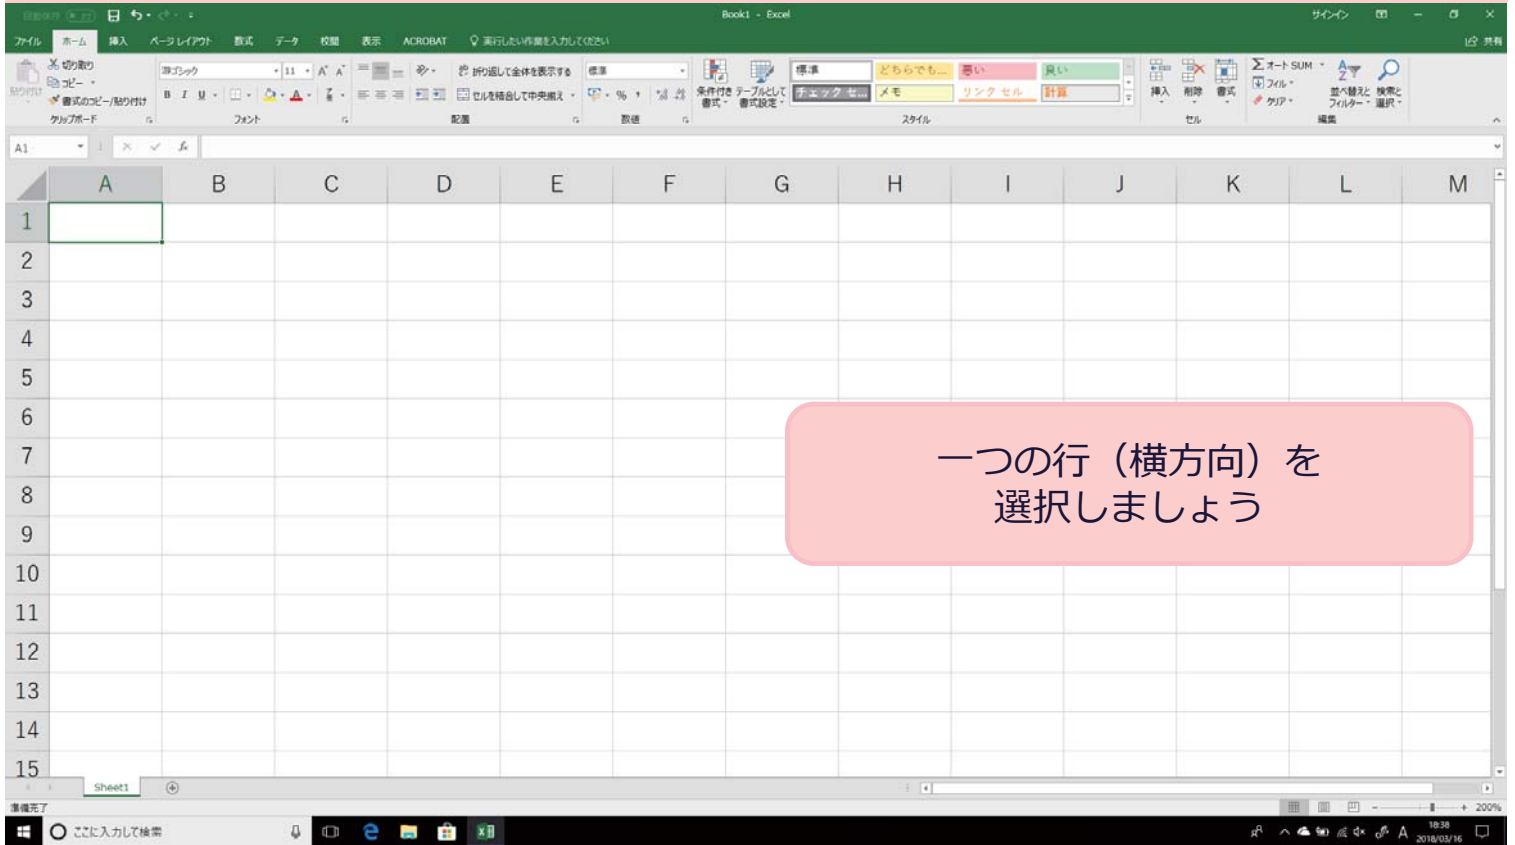 Book1 - Excel
サインイン
ファイル ホーム 挿入 ページ レイアウト 数式 データ 校閲 表示 ACROBAT 実行したい作業を入力してください 共有
切り取り
コピー
書式のコピー/貼り付け
クリップボード
游ゴシック 11
B I U
フォント
折り返して全体を表示する
セルを結合して中央揃え
配置
標準
%
数値
条件付き
書式
テーブルとして
書式設定
標準 どちらでも... 悪い 良い
チェック セ... メモ リンク セル 計算
スタイル
挿入 削除 書式
セル
Σ オート SUM
フィル
クリア
並べ替えと
フィルター
検索と
選択
編集
A1 fx
A B C D E F G H I J K L M
1
2
3
4
5
6
7
8
9
10
11
12
13
14
15
一つの行（横方向）を
選択しましょう
Sheet1
準備完了
200%
ここに入力して検索
A
18:38
2018/03/16